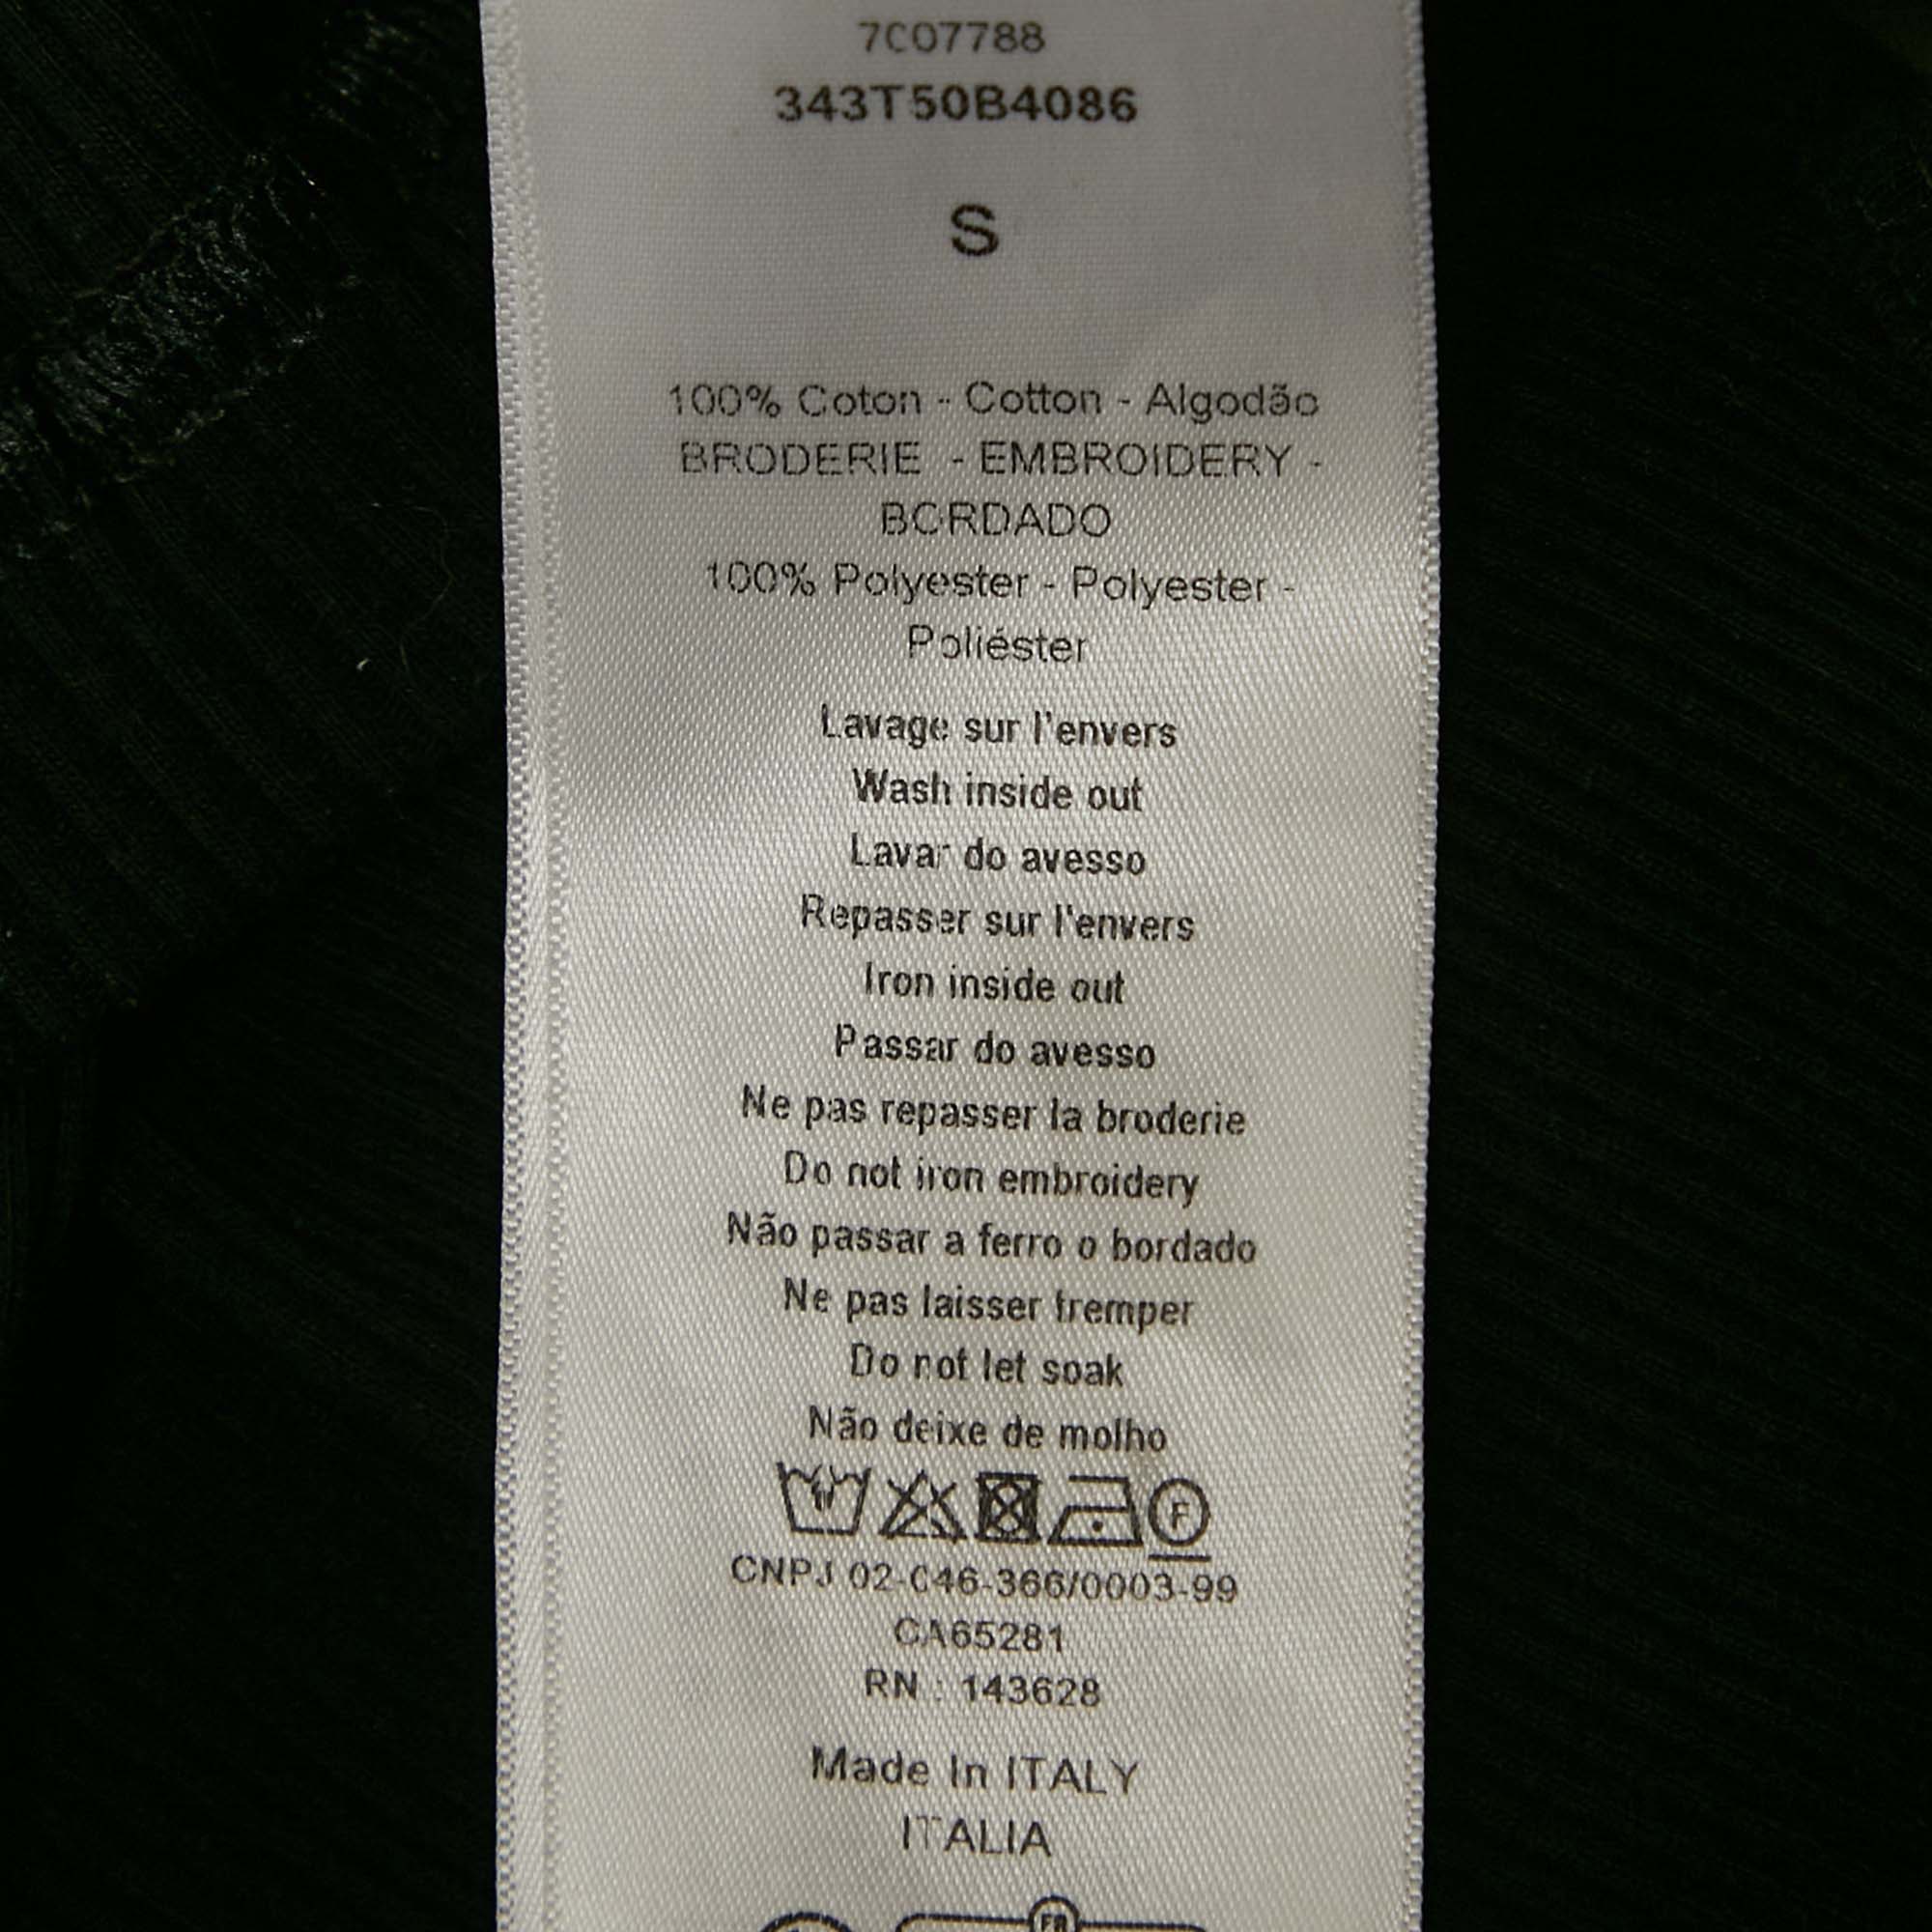 7C07788
343T50B4086
S
100% Coton - Cotton - Algodão
BRODERIE - EMBROIDERY -
BORDADO
100% Polyester - Polyester -
Poliéster
Lavage sur l'envers
Wash inside out
Lavar do avesso
Repasser sur l'envers
Iron inside out
Passar do avesso
Ne pas repasser la broderie
Do not iron embroidery
Não passar a ferro o bordado
Ne pas laisser tremper
Do not let soak
Não deixe de molho
F
CNPJ 02-046-366/0003-99
CA65281
RN : 143628
Made In ITALY
ITALIA
FR